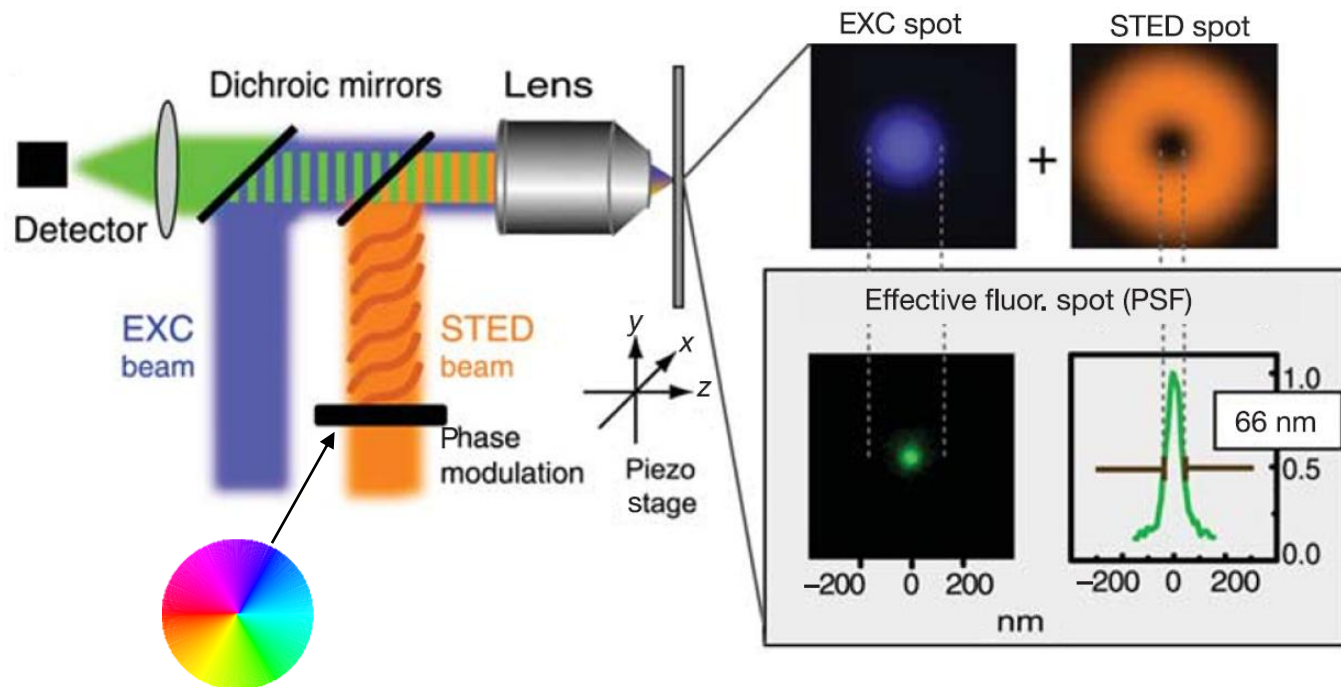 EXC spot
STED spot
Dichroic mirrors
Lens
+
Detector
EXC
beam
STED
beam
Phase
modulation
y
x
z
Piezo
stage
Effective fluor. spot (PSF)
1.0
66 nm
0.5
0.0
–200 0 200
–200 0 200
nm